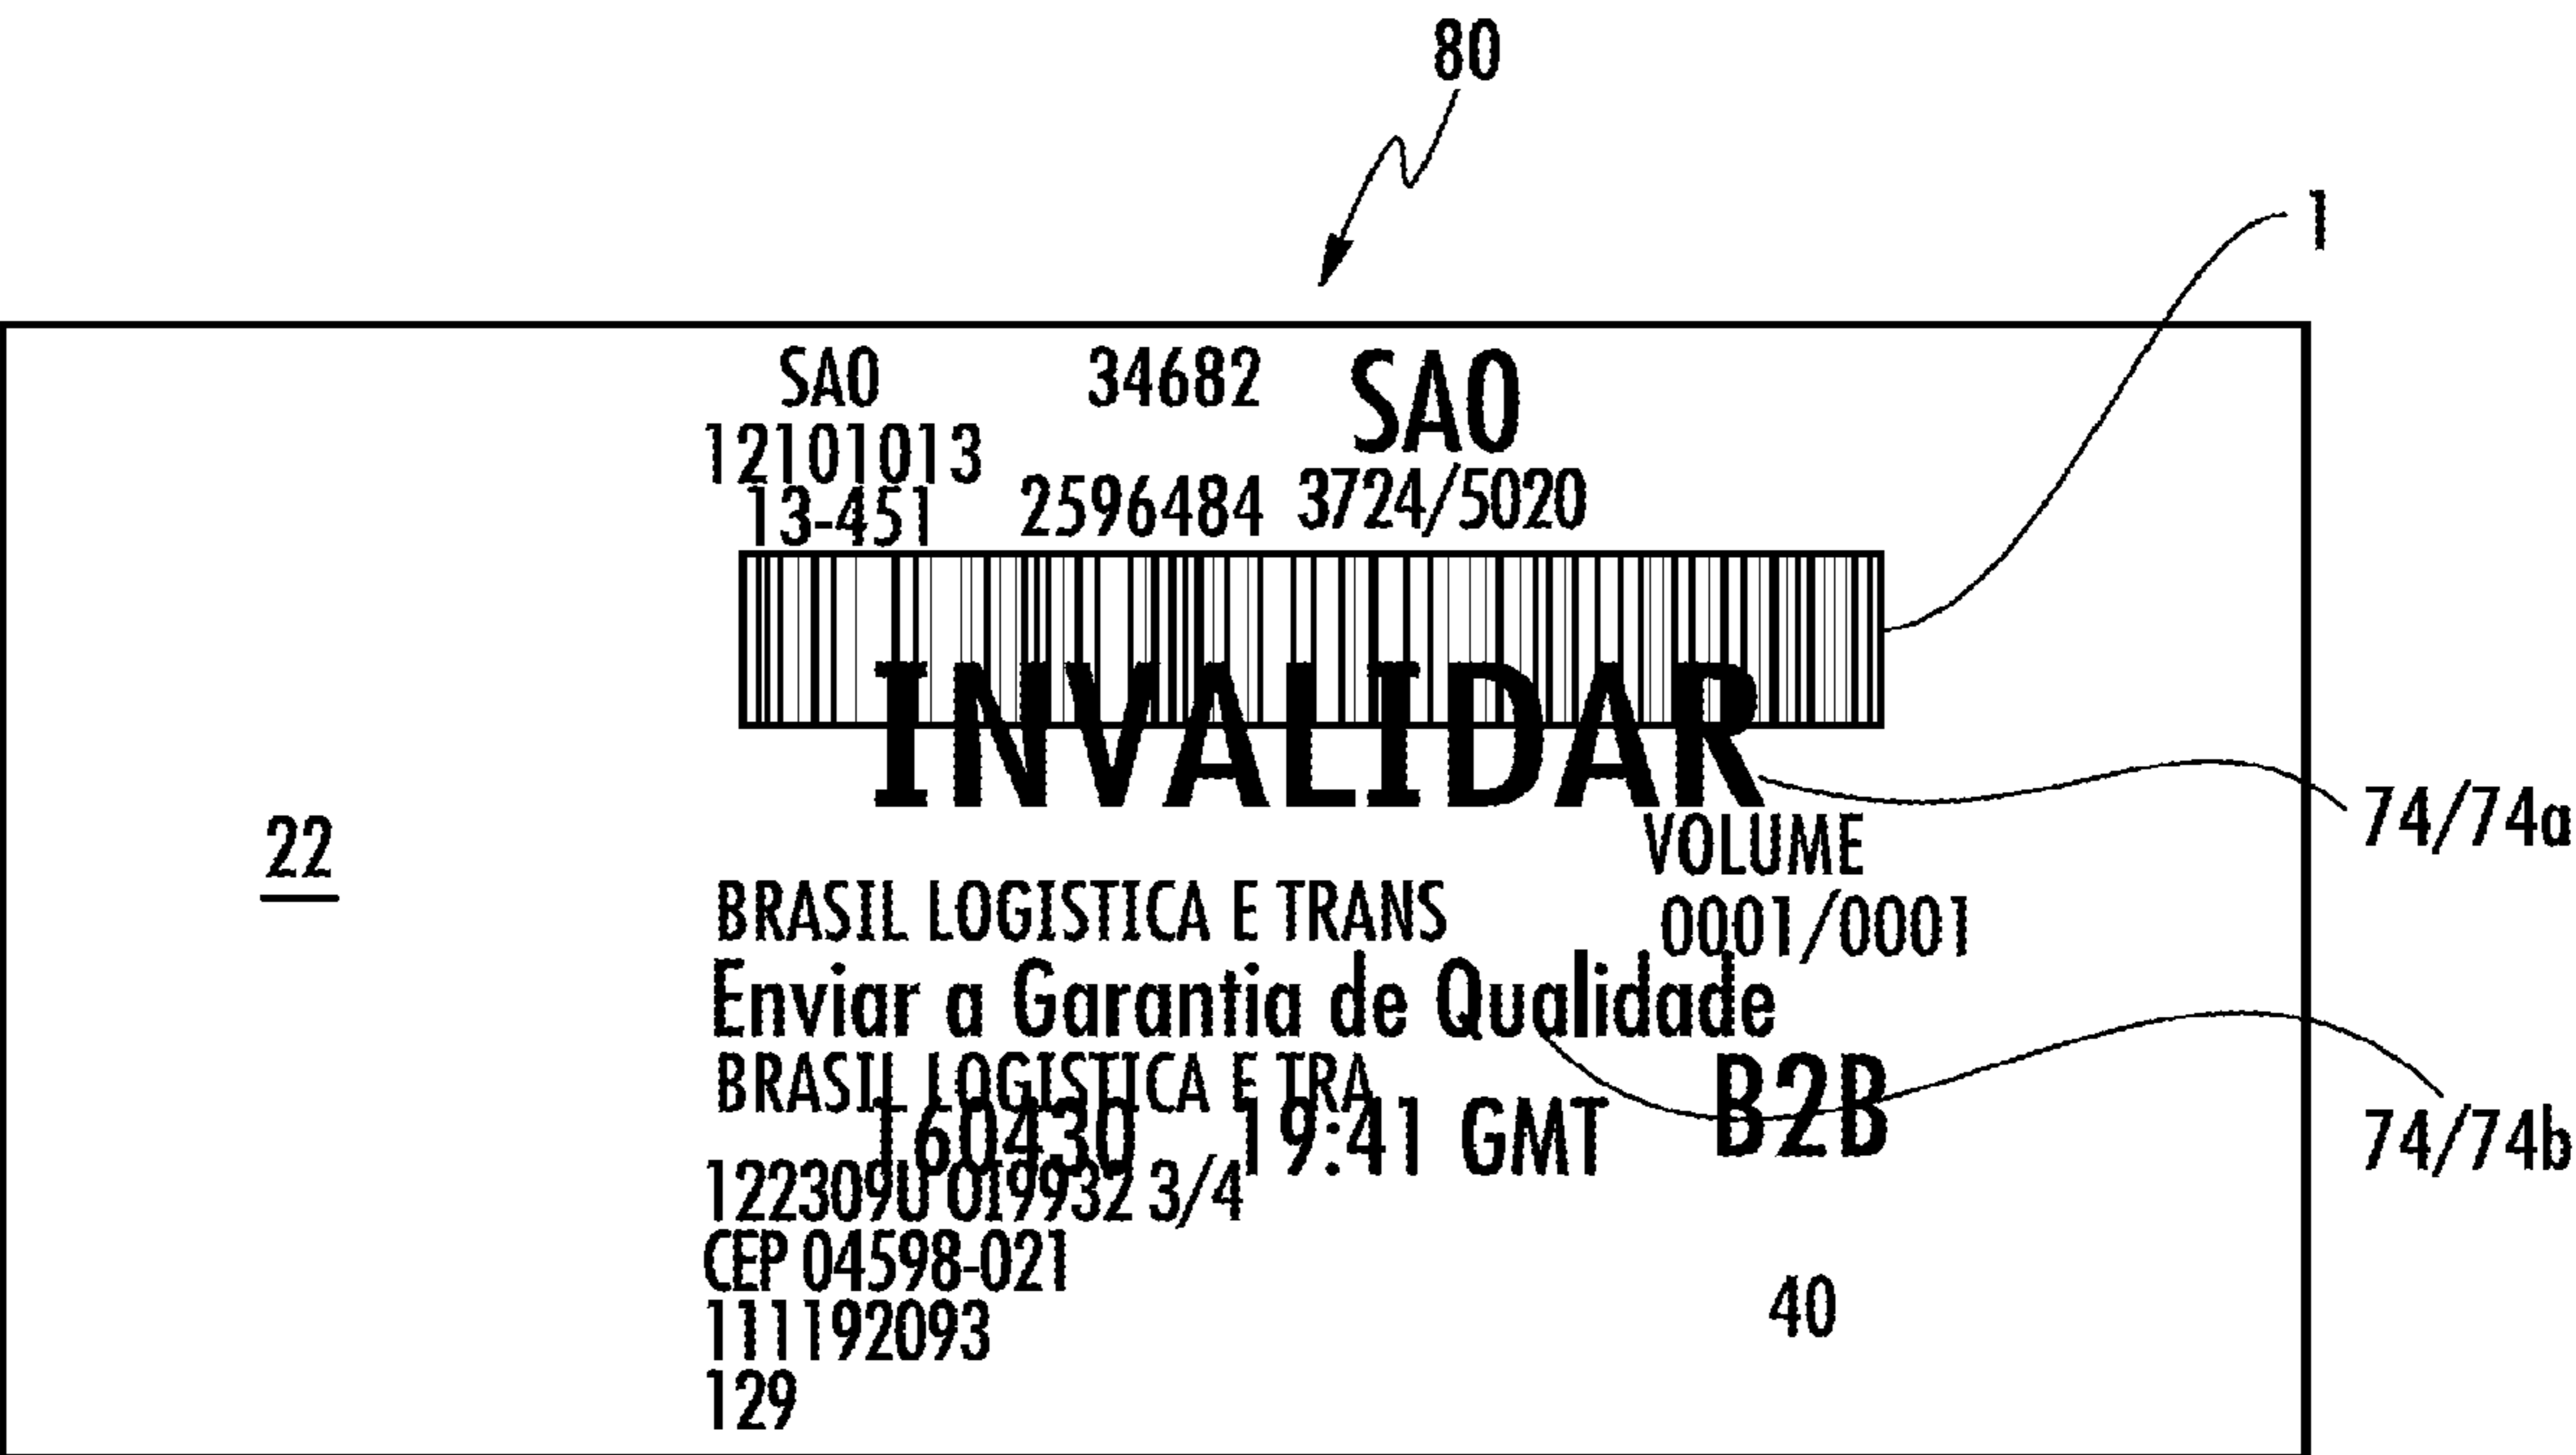 80
1
SAO 34682 SAO
12101013
13-451 2596484 3724/5020
INVALIDAR
74/74a
VOLUME
22
BRASIL LOGISTICA E TRANS 0001/0001
Enviar a Garantia de Qualidade
BRASIL LOGISTICA E TRA B2B
160430 19:41 GMT 74/74b
122309U OI9932 3/4
CEP 04598-021
111192093 40
129